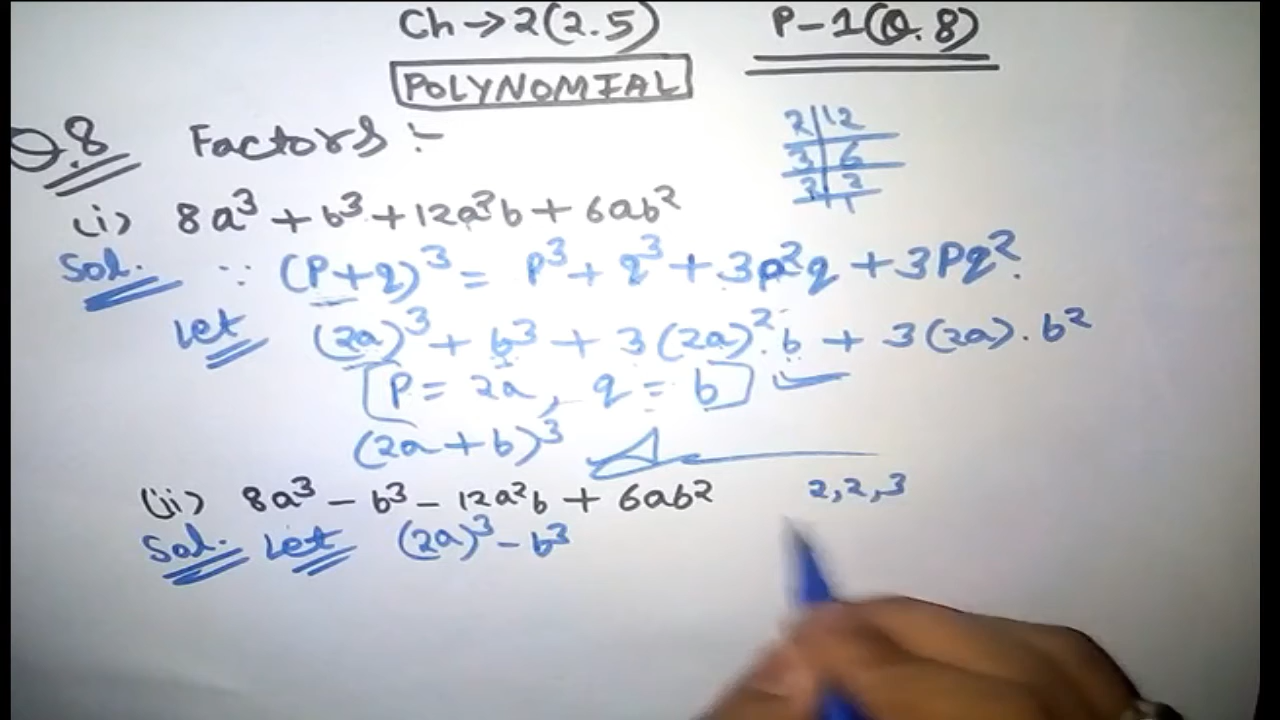 Ch → 2(2.5) P-1(Q.8)
POLYNOMIAL
Q.8 Factors :-
2 | 12
3 | 6
2 | 2
1
(i) 8a³ + b³ + 12a²b + 6ab²
Sol. ∵ (p+q)³ = p³ + q³ + 3p²q + 3pq².
Let (2a)³ + b³ + 3(2a)².b + 3(2a).b²
[p = 2a, q = b]
(2a+b)³
(ii) 8a³ - b³ - 12a²b + 6ab² 2,2,3
Sol. Let (2a)³ - b³